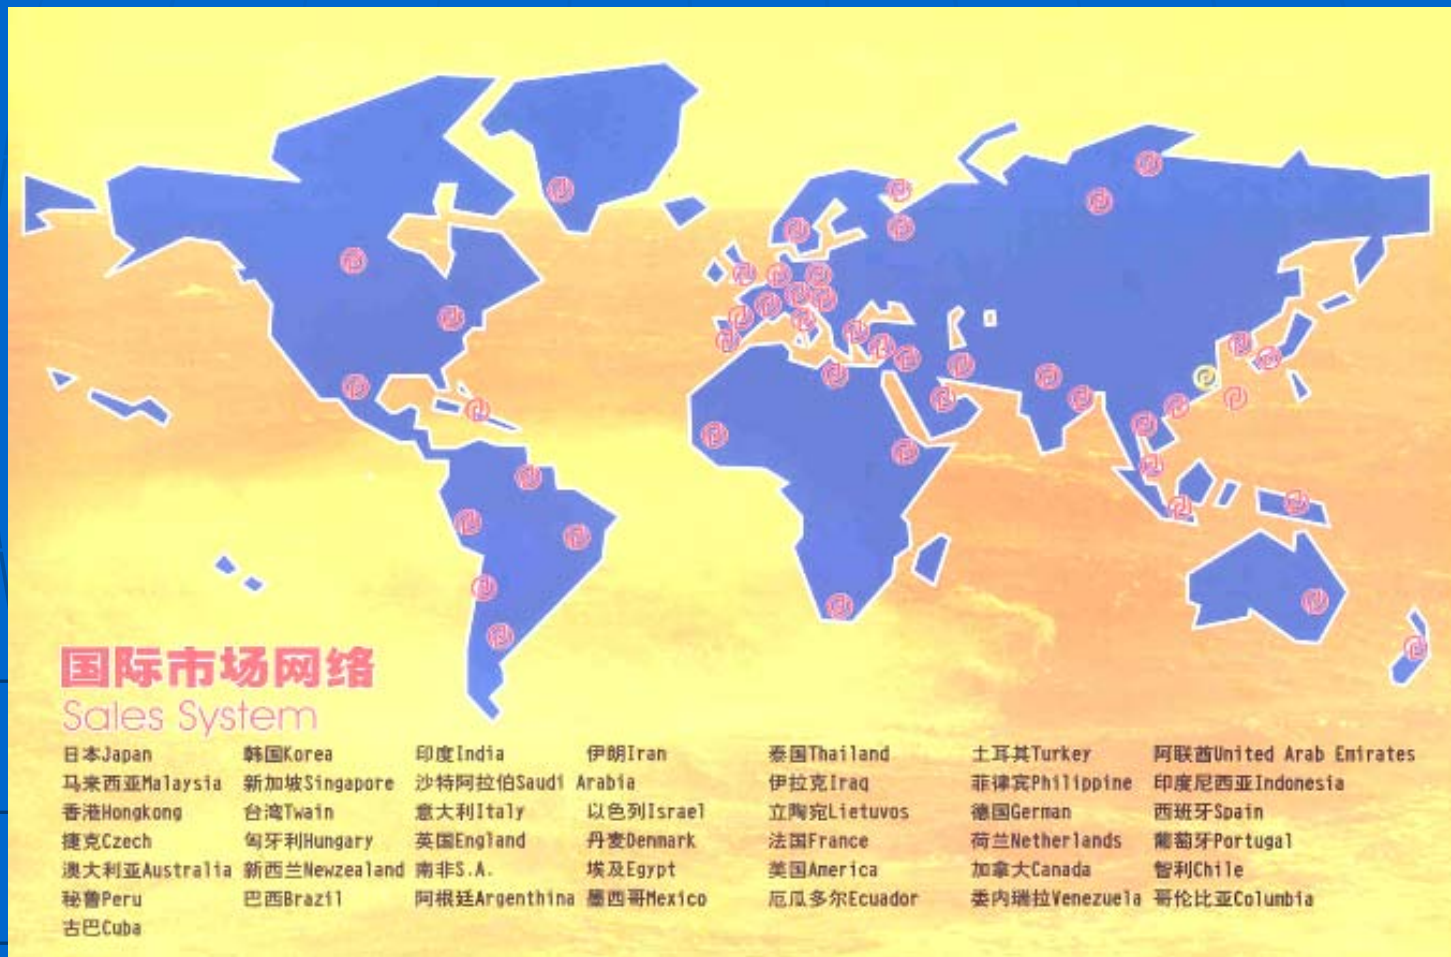 国际市场网络
Sales System
日本Japan 韩国Korea 印度India 伊朗Iran 泰国Thailand 土耳其Turkey 阿联酋United Arab Emirates
马来西亚Malaysia 新加坡Singapore 沙特阿拉伯Saudi Arabia 伊拉克Iraq 菲律宾Philippine 印度尼西亚Indonesia
香港Hongkong 台湾Twain 意大利Italy 以色列Israel 立陶宛Lietuvos 德国German 西班牙Spain
捷克Czech 匈牙利Hungary 英国England 丹麦Denmark 法国France 荷兰Netherlands 葡萄牙Portugal
澳大利亚Australia 新西兰Newzealand 南非S.A. 埃及Egypt 美国America 加拿大Canada 智利Chile
秘鲁Peru 巴西Brazil 阿根廷Argenthina 墨西哥Mexico 厄瓜多尔Ecuador 委内瑞拉Venezuela 哥伦比亚Columbia
古巴Cuba